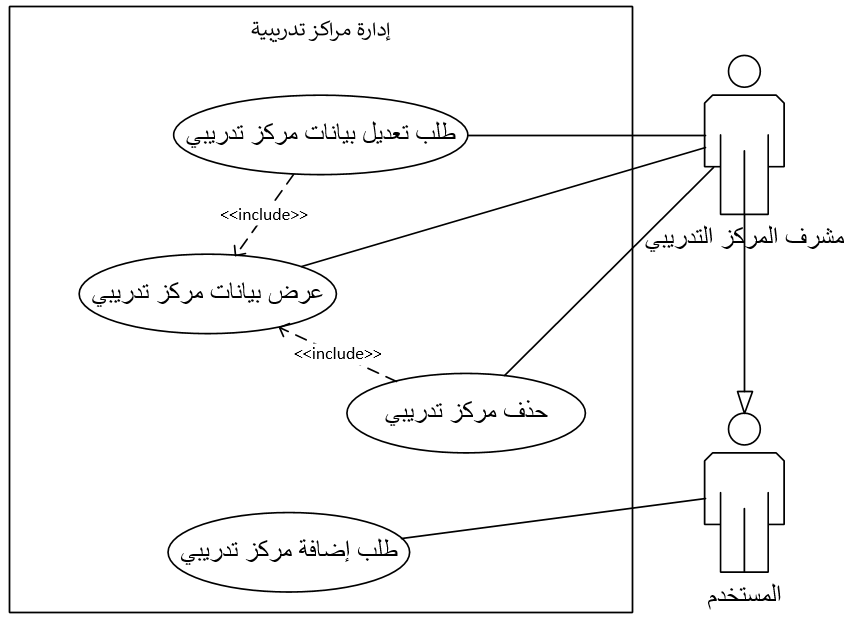 إدارة مراكز تدريبية
طلب تعديل بيانات مركز تدريبي
<<include>>
مشرف المركز التدريبي
عرض بيانات مركز تدريبي
<<include>>
حذف مركز تدريبي
طلب إضافة مركز تدريبي
المستخدم